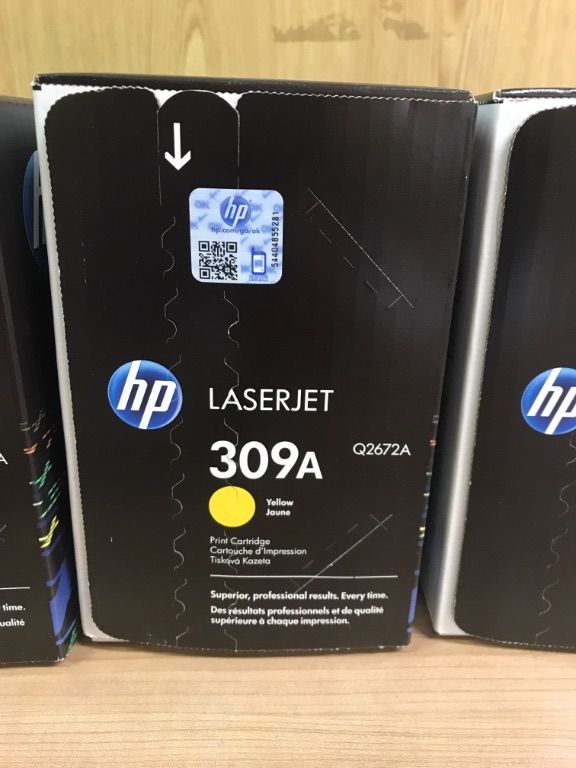 hp
OK
hp.com/go/ok
54404855281
hp
LASERJET
309A
Q2672A
Yellow
Jaune
Print Cartridge
Cartouche d'Impression
Tisková Kazeta
Superior, professional results. Every time.
Des résultats professionnels et de qualité
supérieure à chaque impression.
A
time.
ualité
hp